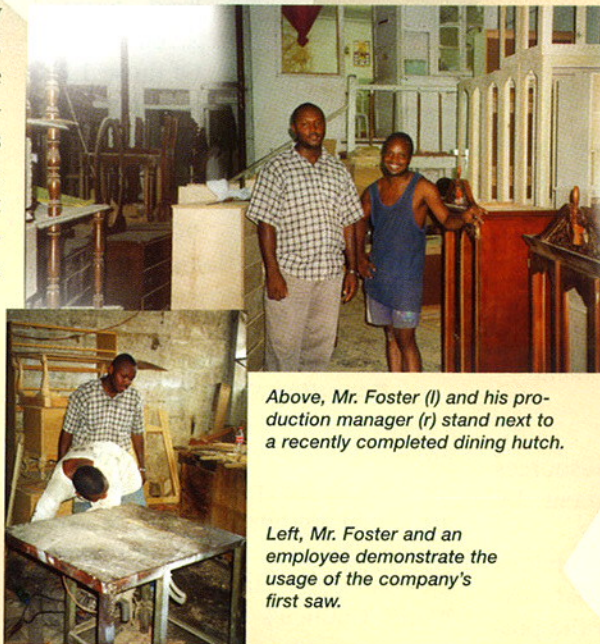 Above, Mr. Foster (l) and his pro-
duction manager (r) stand next to
a recently completed dining hutch.
Left, Mr. Foster and an
employee demonstrate the
usage of the company's
first saw.